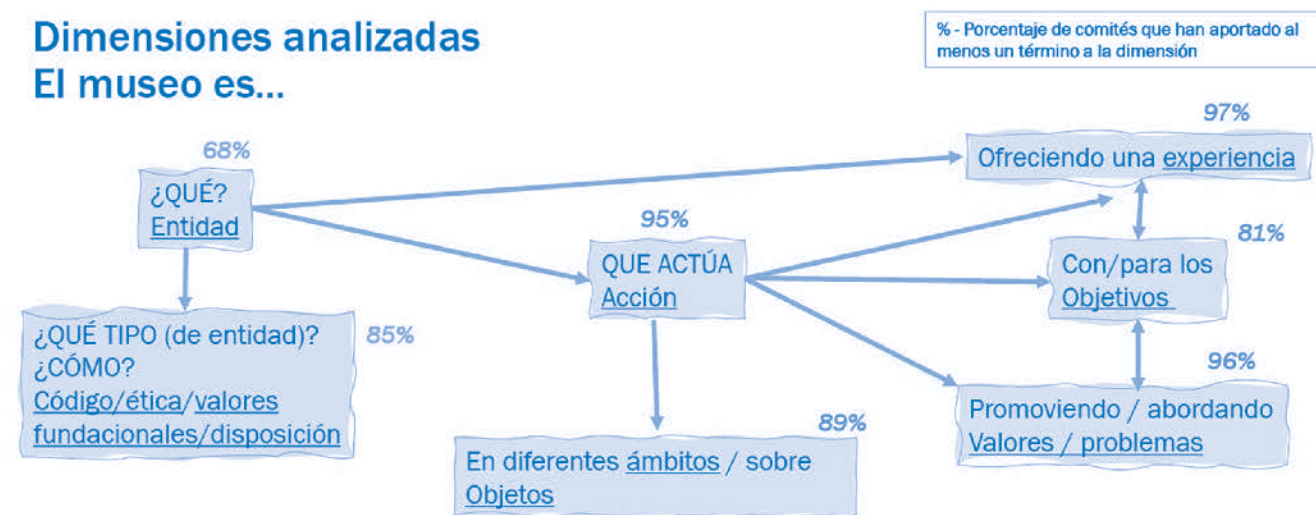 Dimensiones analizadas
El museo es...
% - Porcentaje de comités que han aportado al
menos un término a la dimensión
97%
Ofreciendo una experiencia
68%
¿QUÉ?
Entidad
95%
QUE ACTÚA
Acción
81%
Con/para los
Objetivos
¿QUÉ TIPO (de entidad)?
¿CÓMO?
Código/ética/valores
fundacionales/disposición
85%
96%
Promoviendo / abordando
Valores / problemas
89%
En diferentes ámbitos / sobre
Objetos